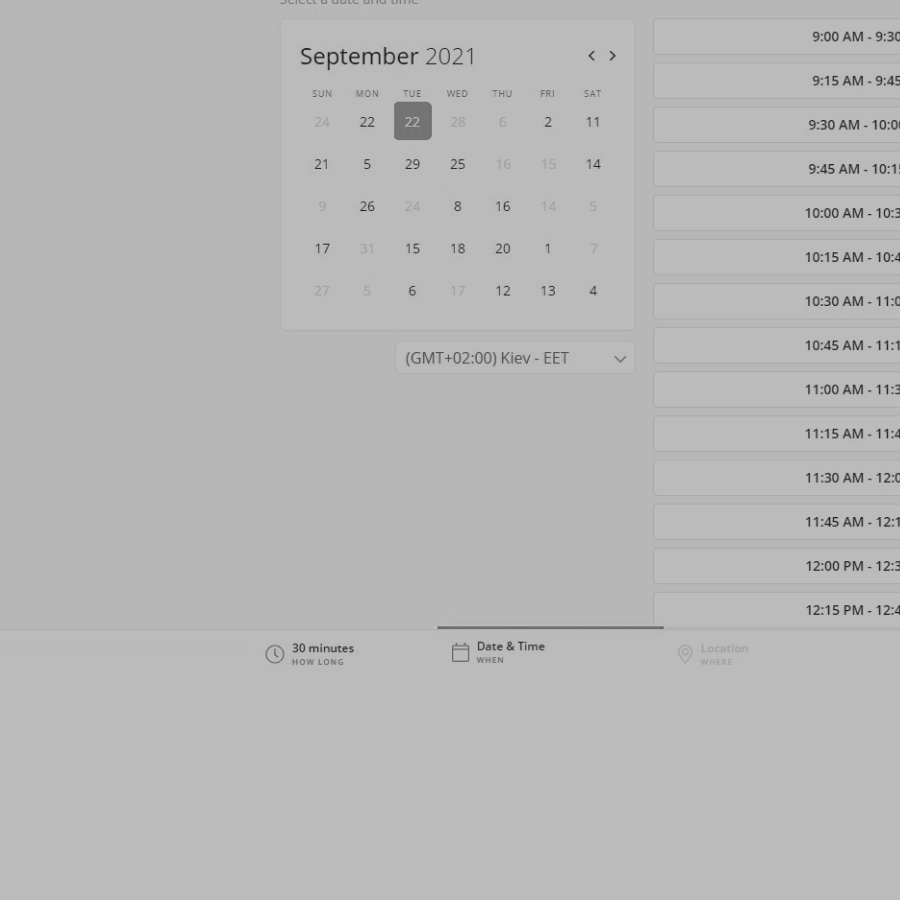 Select a date and time
September 2021
SUN MON TUE WED THU FRI SAT
24 22 22 28 6 2 11
21 5 29 25 16 15 14
9 26 24 8 16 14 5
17 31 15 18 20 1 7
27 5 6 17 12 13 4
(GMT+02:00) Kiev - EET
9:00 AM - 9:30
9:15 AM - 9:45
9:30 AM - 10:00
9:45 AM - 10:15
10:00 AM - 10:3
10:15 AM - 10:4
10:30 AM - 11:0
10:45 AM - 11:1
11:00 AM - 11:3
11:15 AM - 11:4
11:30 AM - 12:0
11:45 AM - 12:1
12:00 PM - 12:3
12:15 PM - 12:4
30 minutes
HOW LONG
Date & Time
WHEN
Location
WHERE